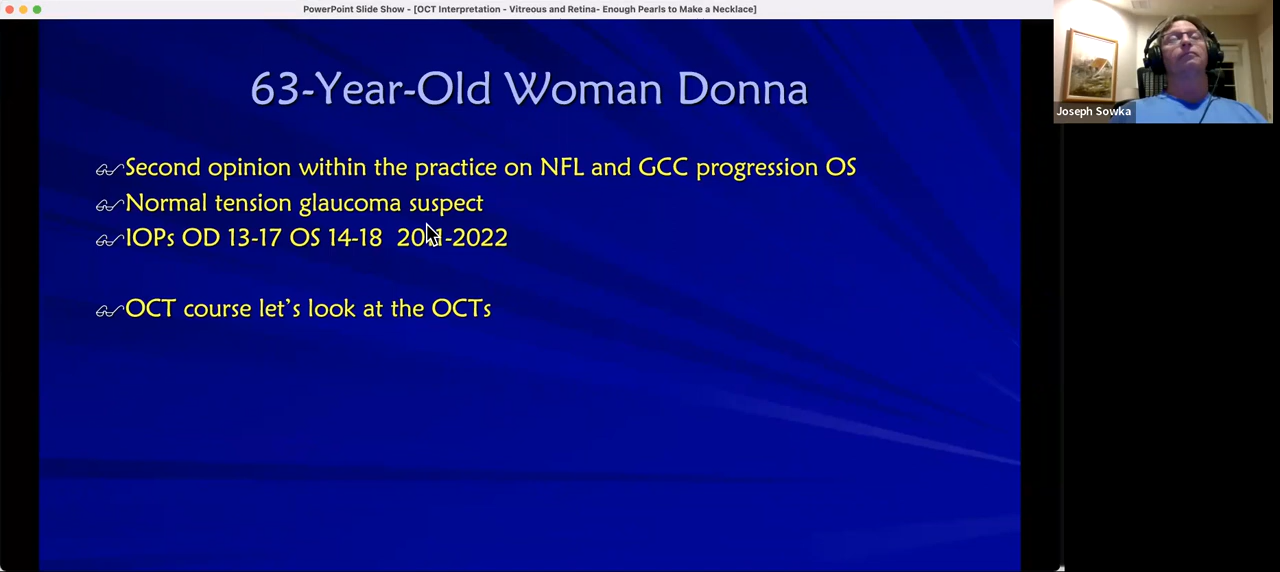 PowerPoint Slide Show - [OCT Interpretation - Vitreous and Retina- Enough Pearls to Make a Necklace]
63-Year-Old Woman Donna
Second opinion within the practice on NFL and GCC progression OS
Normal tension glaucoma suspect
IOPs OD 13-17 OS 14-18
OCT course let's look at the OCTs
Joseph Sowka